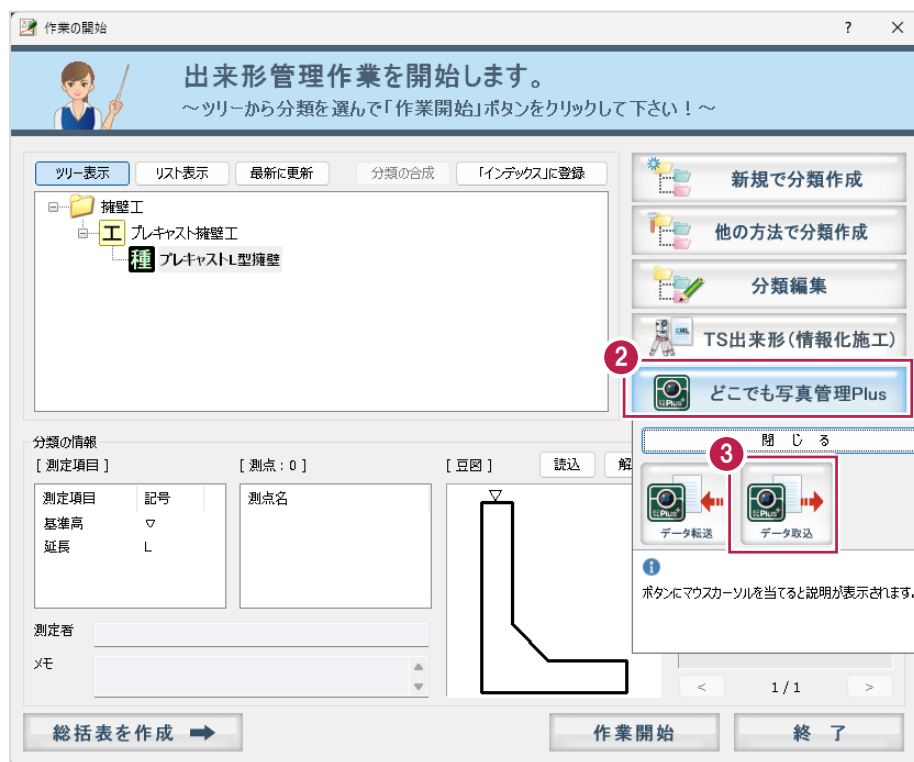 作業の開始
?
×
出来形管理作業を開始します。
～ツリーから分類を選んで「作業開始」ボタンをクリックして下さい！～
ツリー表示
リスト表示
最新に更新
分類の合成
「インデックス」に登録
擁壁工
工 プレキャスト擁壁工
種 プレキャストL型擁壁
新規で分類作成
他の方法で分類作成
分類編集
XML
TS出来形（情報化施工）
2
Plus
どこでも写真管理Plus
閉じる
3
Plus
データ転送
Plus
データ取込
ボタンにマウスカーソルを当てると説明が表示されます。
分類の情報
[ 測定項目 ]
[ 測点 : 0 ]
[ 豆図 ]
読込
解
測定項目 記号
基準高 ▽
延長 L
測点名
測定者
メモ
<
1 / 1
>
総括表を作成
作業開始
終 了